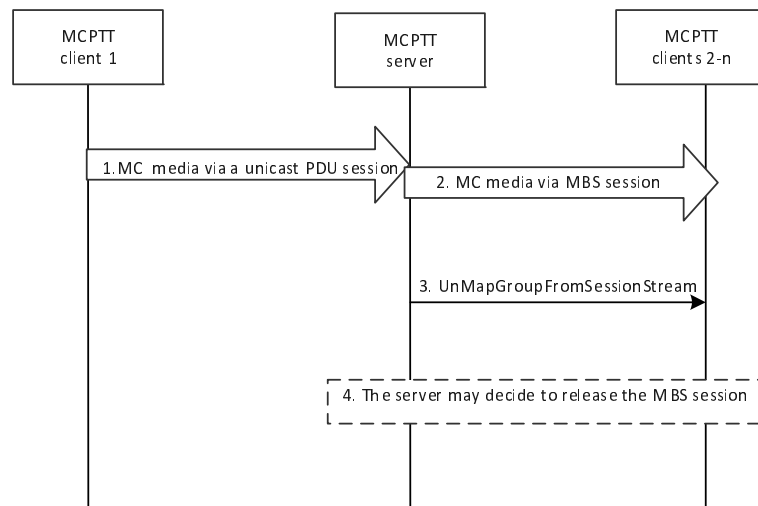 MCPTT
client 1
MCPTT
server
MCPTT
clients 2-n
1.MC media via a unicast PDU session
2. MC media via MBS session
3. UnMapGroupFromSessionStream
4. The server may decide to release the MBS session